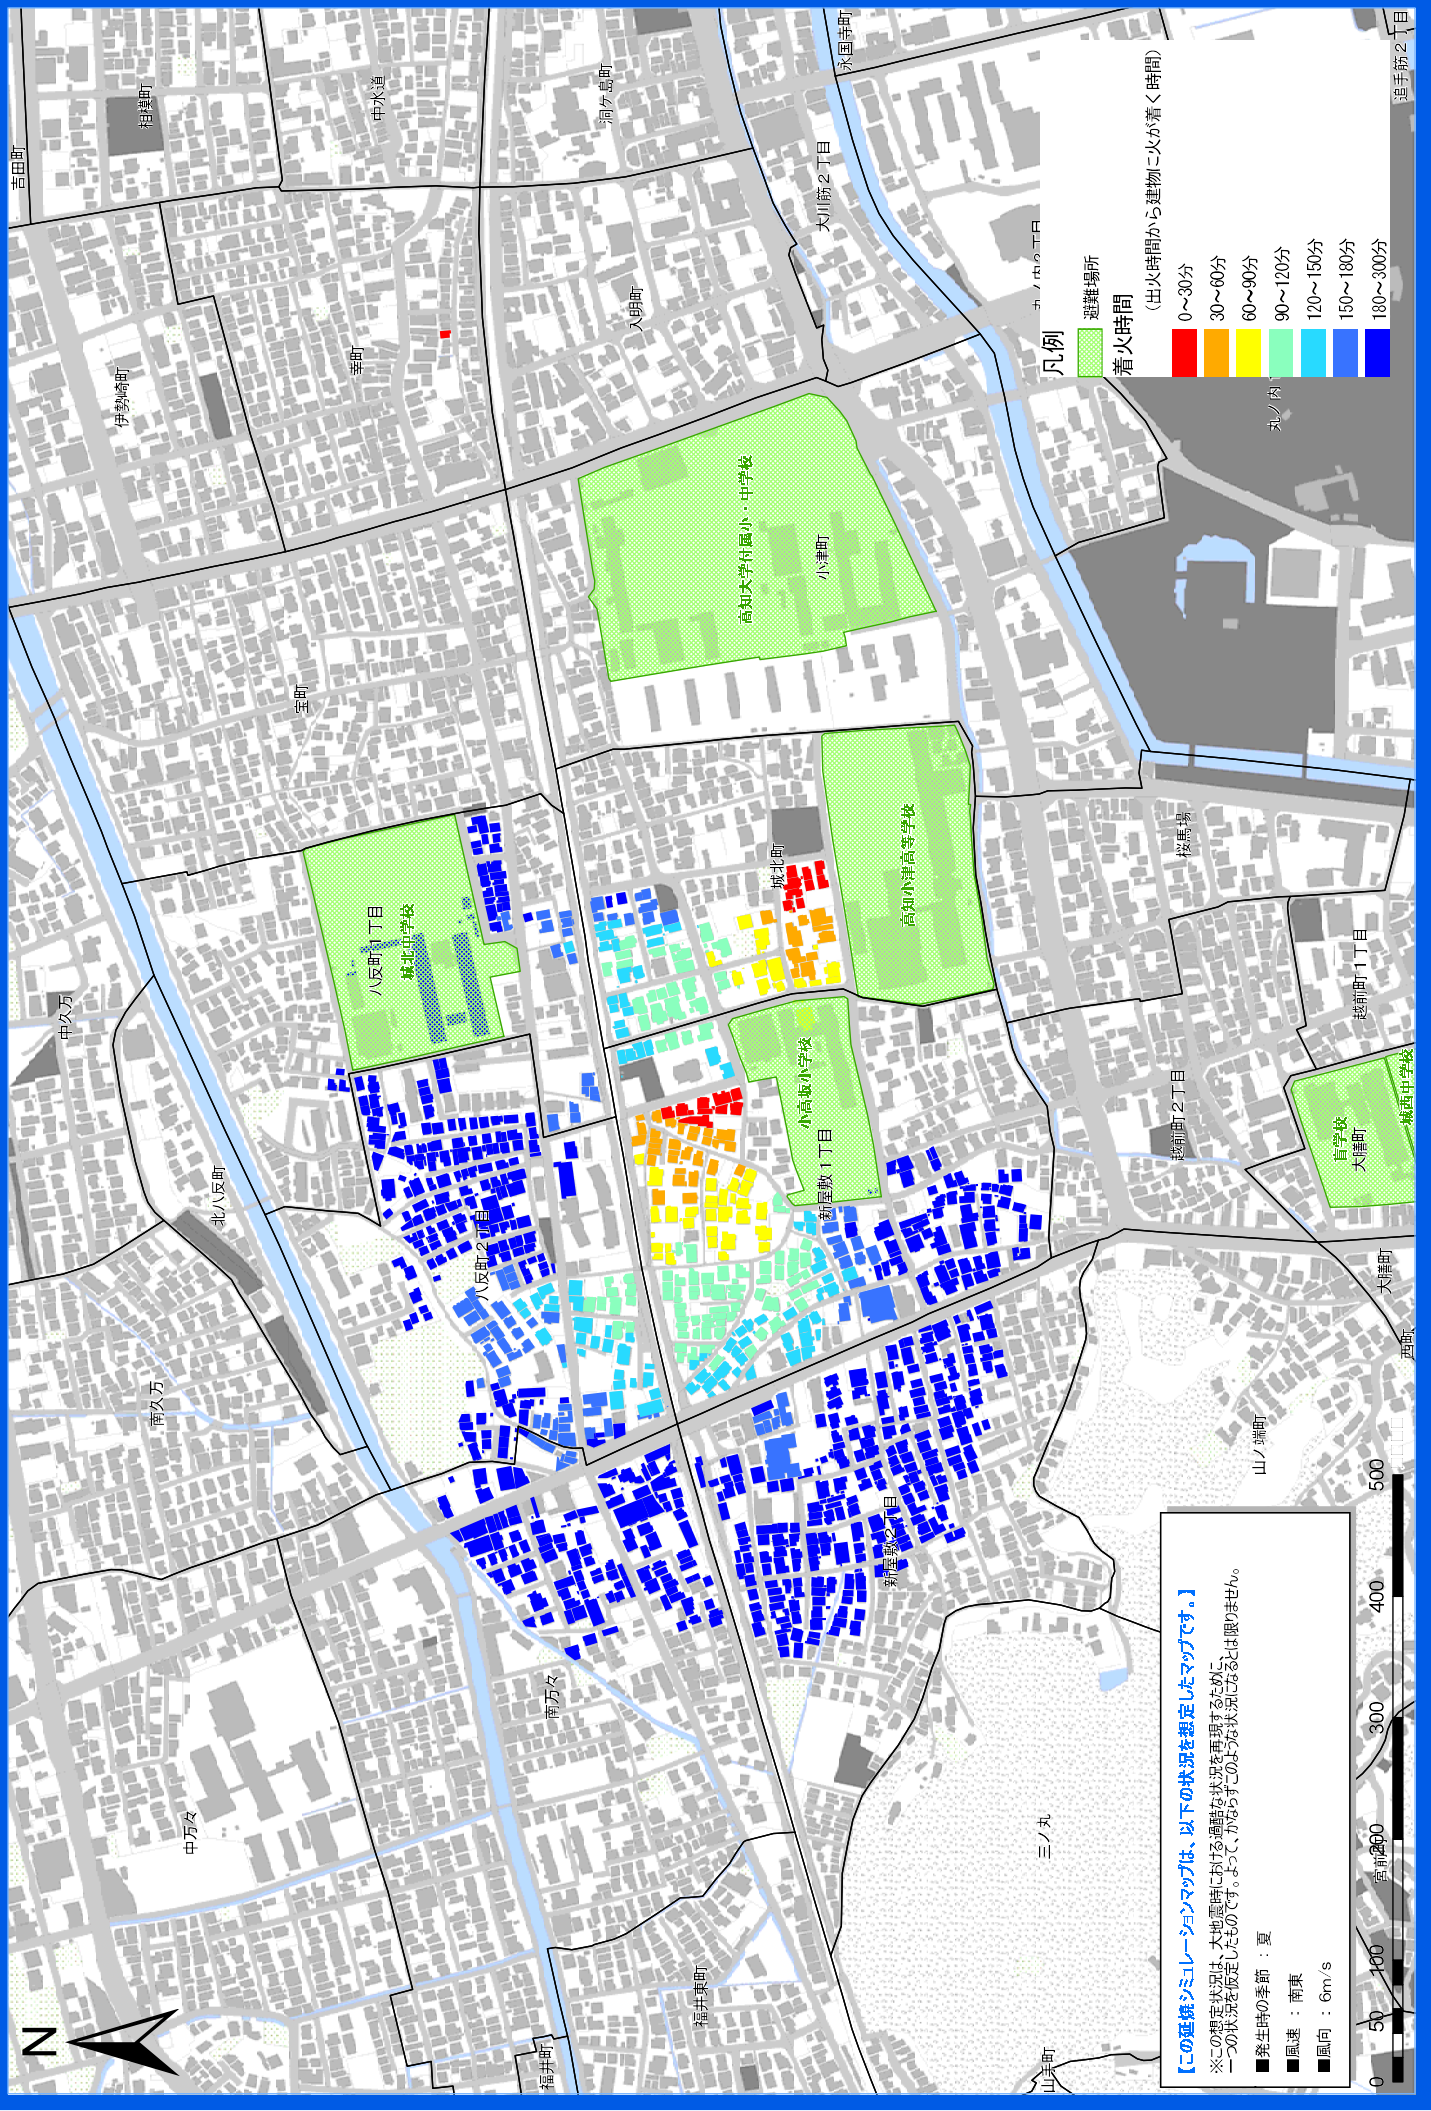 N
吉田町
相模町
中水道
洞ケ島町
永国寺町
追手筋2丁目
大川筋2丁目
伊勢崎町
幸町
入明町
丸ノ内
凡例
避難場所
着火時間
(出火時間から建物に火が着く時間)
0~30分
30~60分
60~90分
90~120分
120~150分
150~180分
180~300分
高知大学付属小・中学校
小津町
宝町
城北町
高知小津高等学校
桜馬場
八反町1丁目
城北中学校
中久万
越前町1丁目
小高坂小学校
新屋敷1丁目
越前町2丁目
盲学校
大膳町
城西中学校
北八反町
八反町2丁目
大膳町
西町
南久万
山ノ端町
新屋敷2丁目
南万々
中万々
三ノ丸
宮前町
福井東町
福井町
山手町
【この延焼シミュレーションマップは、以下の状況を想定したマップです。】
※この想定状況は、大地震時における過酷な状況を再現するために、
一つの状況を仮定したものです。よって、かならずこのような状況になるとは限りません。
■発生時の季節 : 夏
■風速 : 南東
■風向 : 6m/s
0 50 100 200 300 400 500